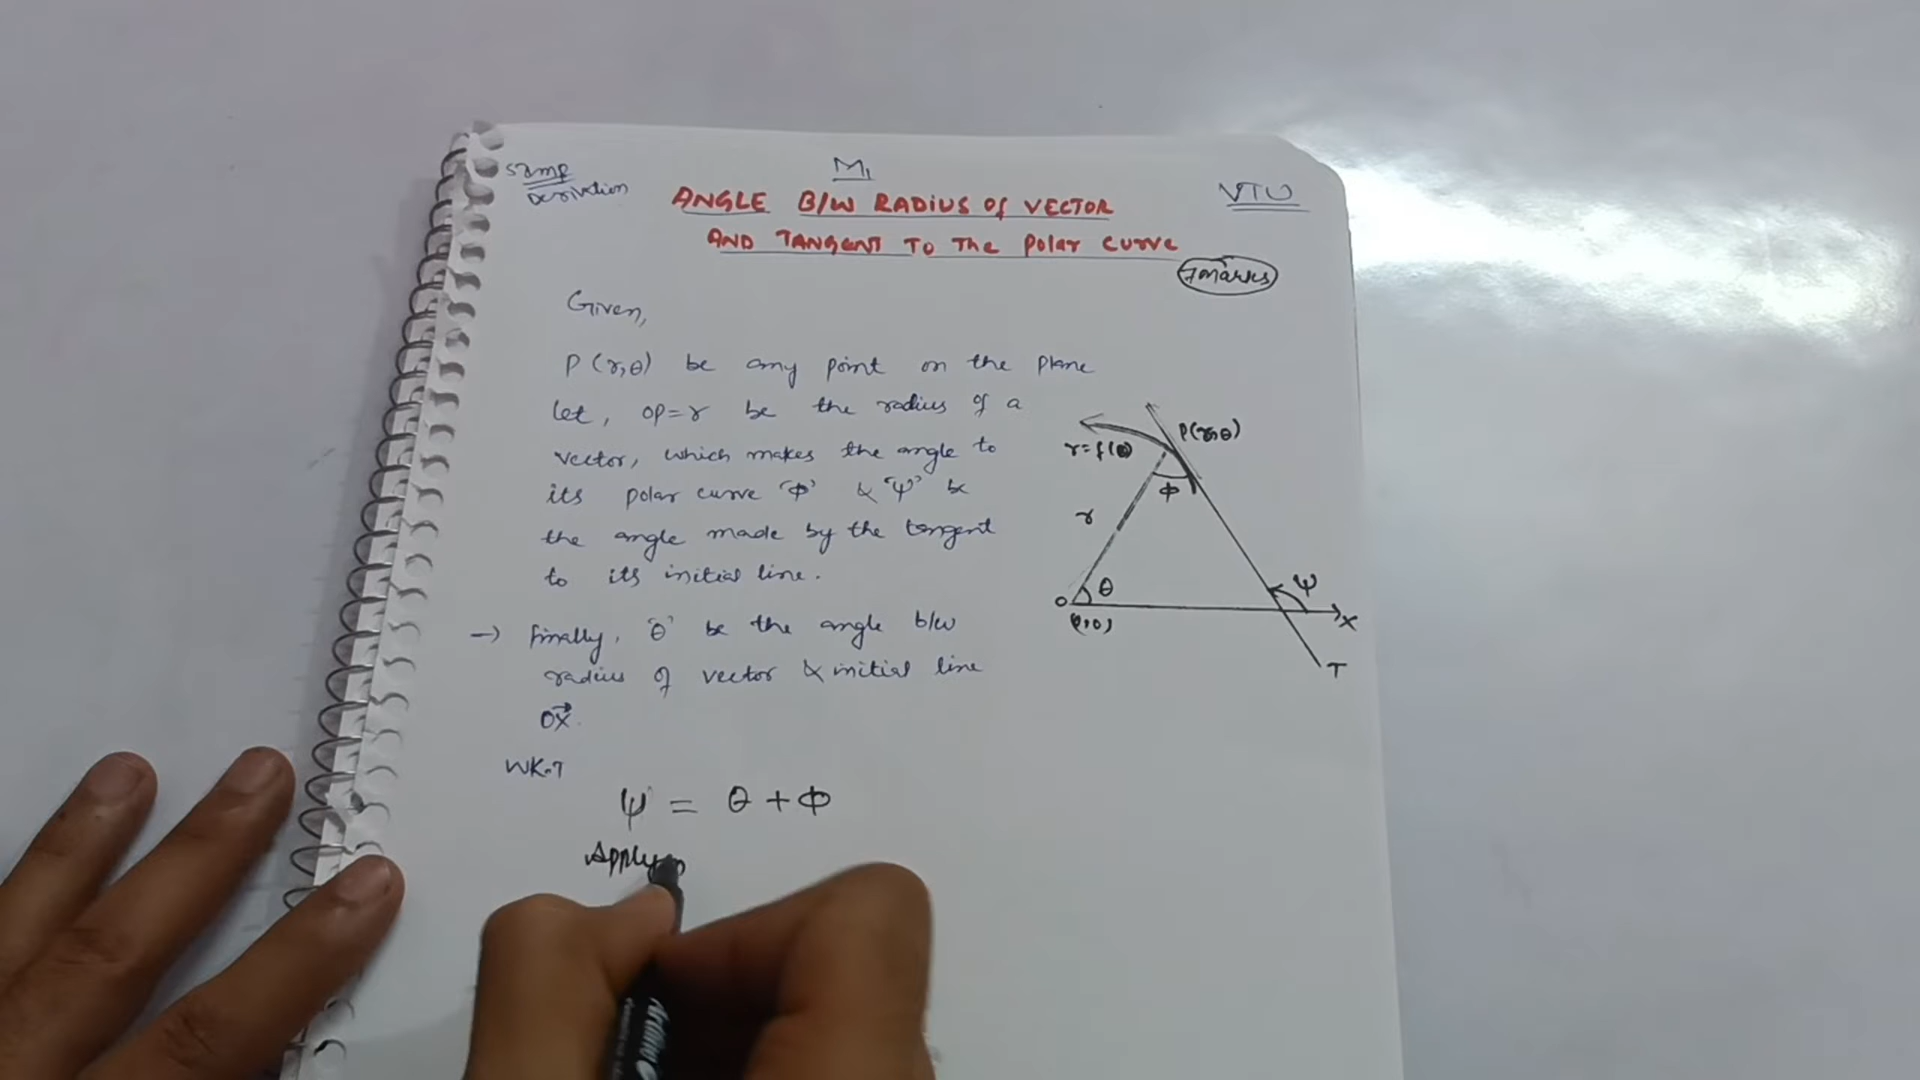 M₁
Derivation
VTU
ANGLE B/W RADIUS Of VECTOR
AND TANGENT TO The Polar Curve
7marks
Given,
P (r,θ) be any point on the plane
let, OP=r be the radius of a
vector, which makes the angle to
its polar curve 'ϕ' & 'ψ' be
the angle made by the tangent
to its initial line.
→ finally, 'θ' be the angle b/w
radius of vector & initial line
OX⃗.
WK.T
ψ = θ + ϕ
Apply
P(r,θ)
r=f(θ)
ϕ
r
θ
ψ
O
X
T